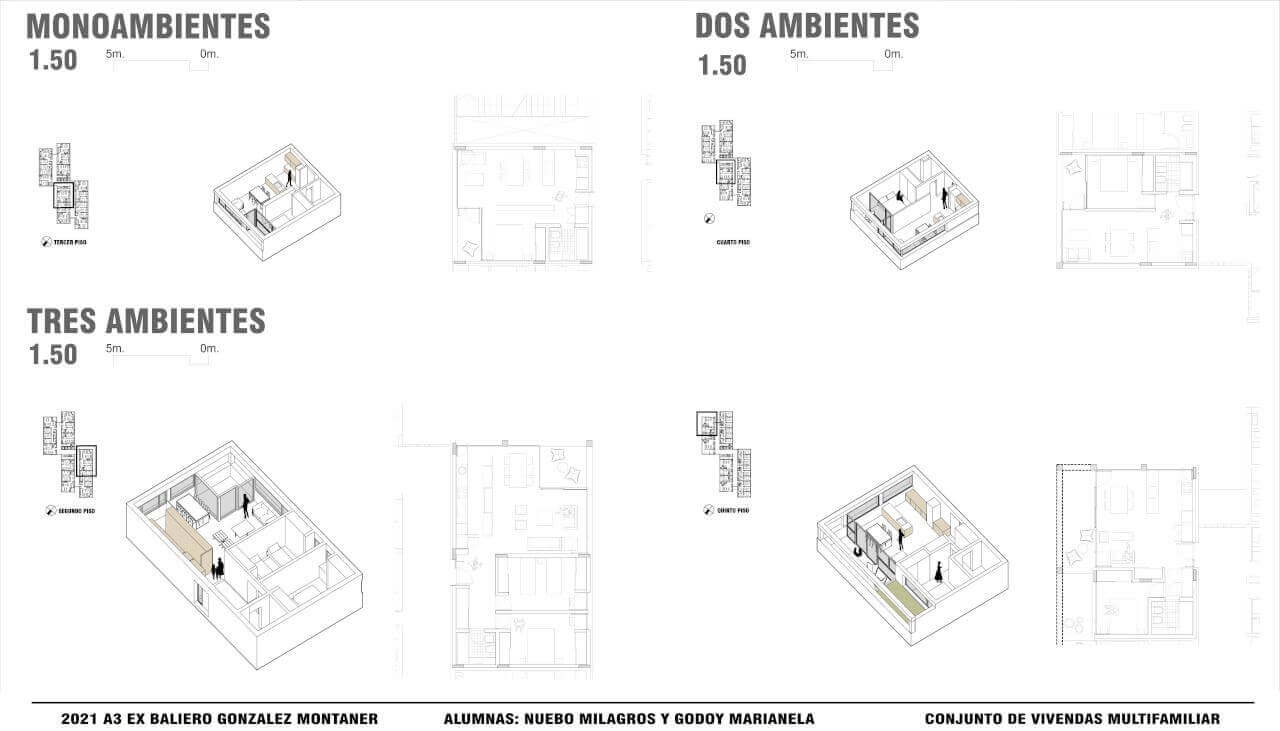 MONOAMBIENTES
1.50
5m. 0m.
TERCER PISO
DOS AMBIENTES
1.50
5m. 0m.
CUARTO PISO
TRES AMBIENTES
1.50
5m. 0m.
SEGUNDO PISO
QUINTO PISO
2021 A3 EX BALIERO GONZALEZ MONTANER
ALUMNAS: NUEBO MILAGROS Y GODOY MARIANELA
CONJUNTO DE VIVENDAS MULTIFAMILIAR